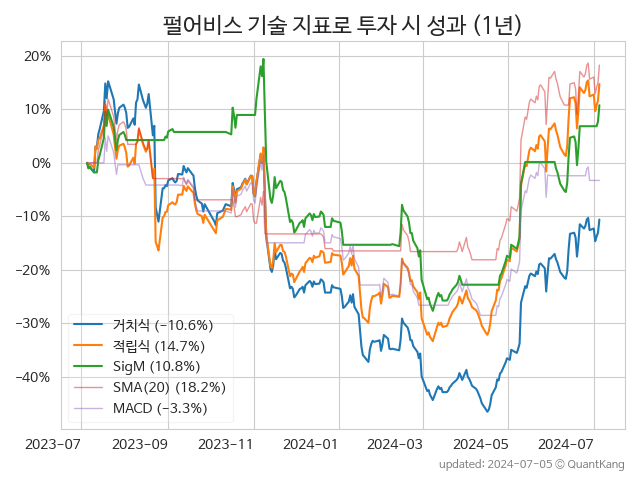 펄어비스 기술 지표로 투자 시 성과 (1년)
20%
10%
0%
−10%
−20%
−30%
−40%
거치식 (−10.6%)
적립식 (14.7%)
SigM (10.8%)
SMA(20) (18.2%)
MACD (−3.3%)
2023-07
2023-09
2023-11
2024-01
2024-03
2024-05
2024-07
updated: 2024-07-05 © QuantKang